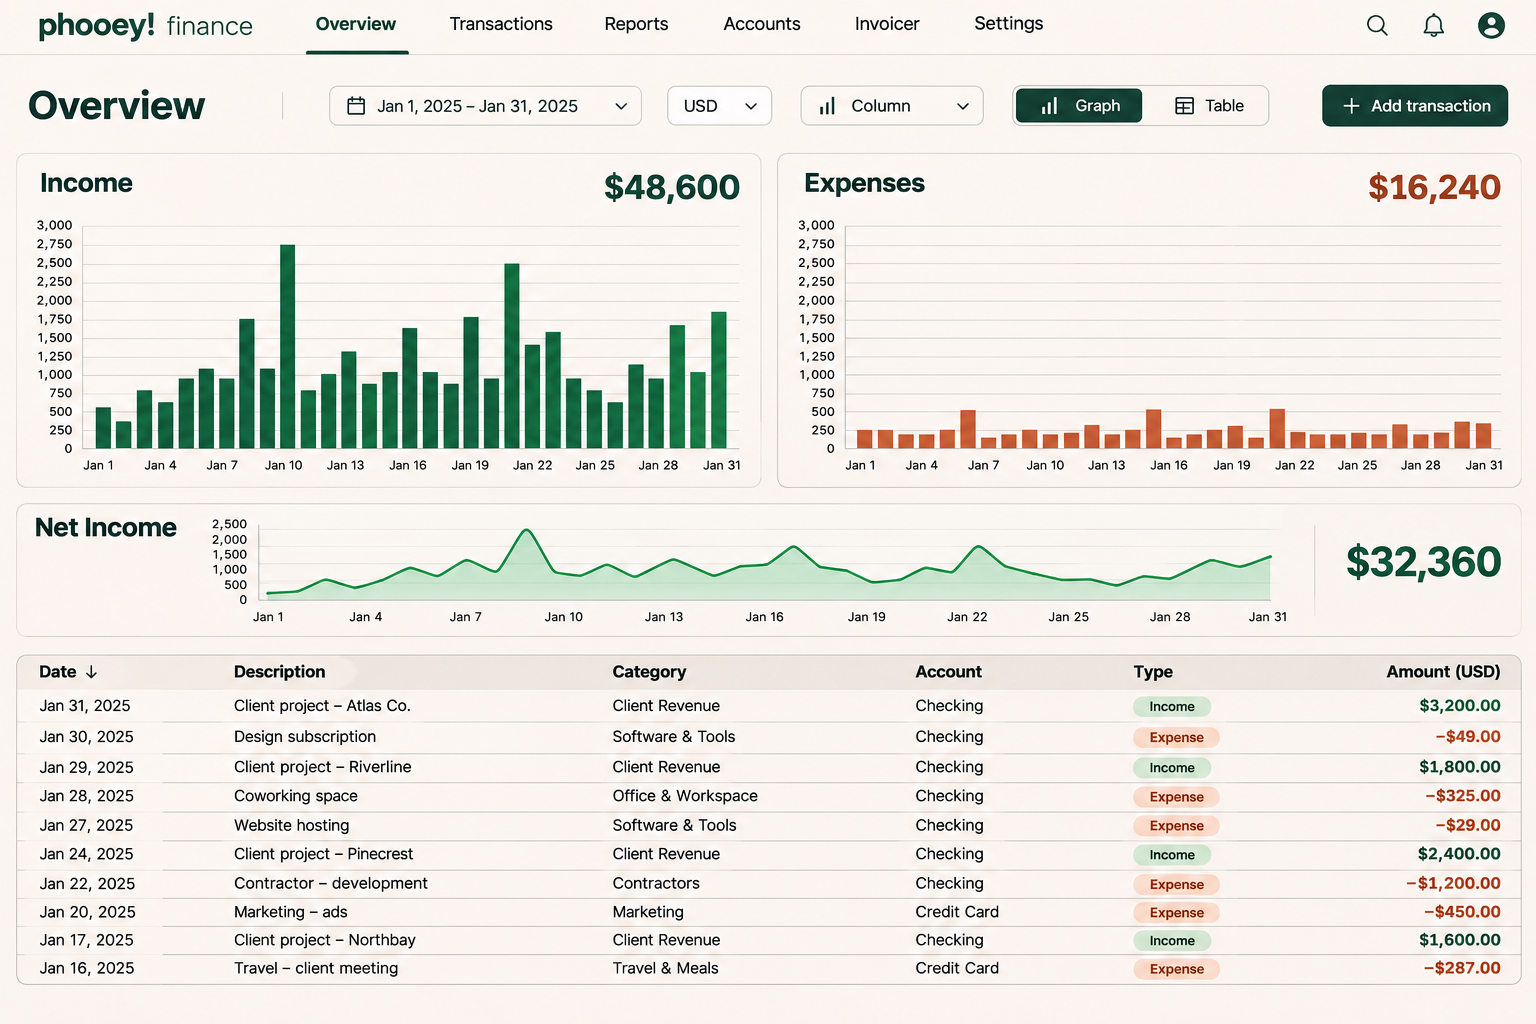 phooey! finance Overview Transactions Reports Accounts Invoicer Settings
Overview Jan 1, 2025 – Jan 31, 2025 USD Column Graph Table + Add transaction
Income $48,600
3,000
2,750
2,500
2,250
2,000
1,750
1,500
1,250
1,000
750
500
250
0
Jan 1 Jan 4 Jan 7 Jan 10 Jan 13 Jan 16 Jan 19 Jan 22 Jan 25 Jan 28 Jan 31
Expenses $16,240
3,000
2,750
2,500
2,250
2,000
1,750
1,500
1,250
1,000
750
500
250
0
Jan 1 Jan 4 Jan 7 Jan 10 Jan 13 Jan 16 Jan 19 Jan 22 Jan 25 Jan 28 Jan 31
Net Income
2,500
2,000
1,500
1,000
500
0
Jan 1 Jan 4 Jan 7 Jan 10 Jan 13 Jan 16 Jan 19 Jan 22 Jan 25 Jan 28 Jan 31
$32,360
Date ↓ Description Category Account Type Amount (USD)
Jan 31, 2025 Client project – Atlas Co. Client Revenue Checking Income $3,200.00
Jan 30, 2025 Design subscription Software & Tools Checking Expense −$49.00
Jan 29, 2025 Client project – Riverline Client Revenue Checking Income $1,800.00
Jan 28, 2025 Coworking space Office & Workspace Checking Expense −$325.00
Jan 27, 2025 Website hosting Software & Tools Checking Expense −$29.00
Jan 24, 2025 Client project – Pinecrest Client Revenue Checking Income $2,400.00
Jan 22, 2025 Contractor – development Contractors Checking Expense −$1,200.00
Jan 20, 2025 Marketing – ads Marketing Credit Card Expense −$450.00
Jan 17, 2025 Client project – Northbay Client Revenue Checking Income $1,600.00
Jan 16, 2025 Travel – client meeting Travel & Meals Credit Card Expense −$287.00